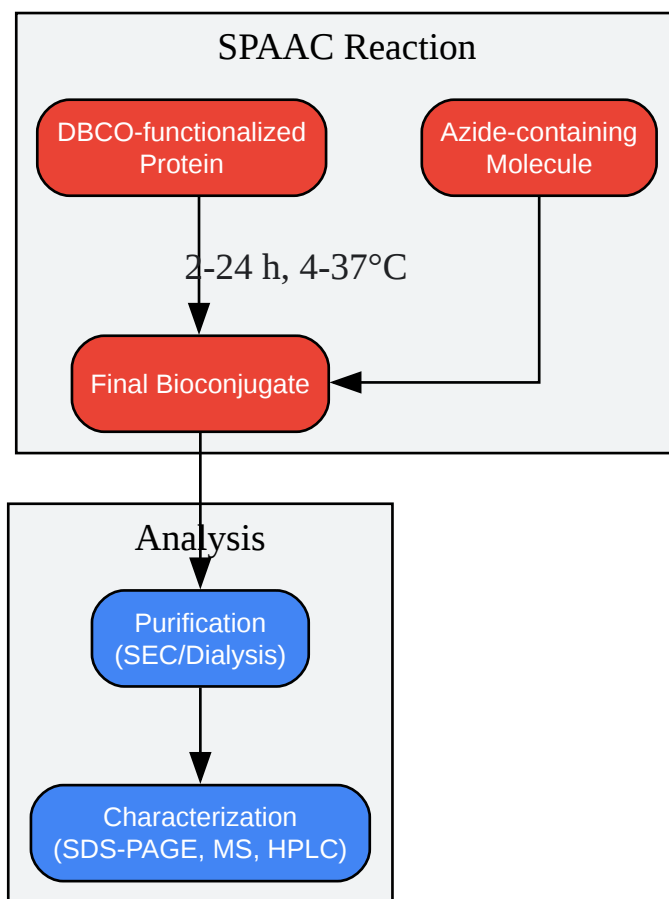 SPAAC Reaction
DBCO-functionalized
Protein
Azide-containing
Molecule
2-24 h, 4-37°C
Final Bioconjugate
Analysis
Purification
(SEC/Dialysis)
Characterization
(SDS-PAGE, MS, HPLC)